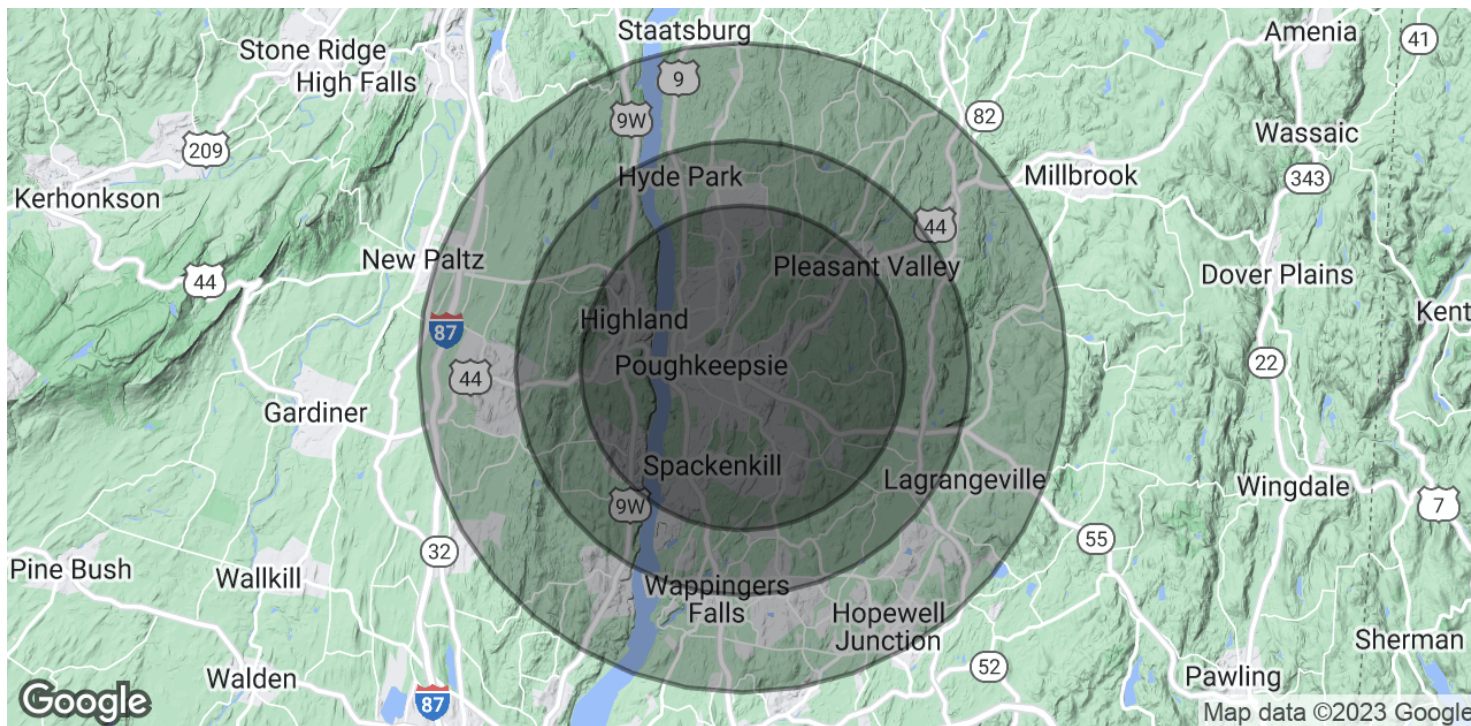 Staatsburg
Amenia
41
Stone Ridge
High Falls
9
9W
82
209
Wassaic
Hyde Park
Millbrook
343
Kerhonkson
44
New Paltz
Pleasant Valley
Dover Plains
44
Highland
Kent
87
Poughkeepsie
22
44
Gardiner
Spackenkill
Lagrangeville
Wingdale
9W
7
55
32
Pine Bush
Wallkill
Wappingers
Falls
Hopewell
Junction
Sherman
52
Walden
Pawling
87
Google
Map data ©2023 Google